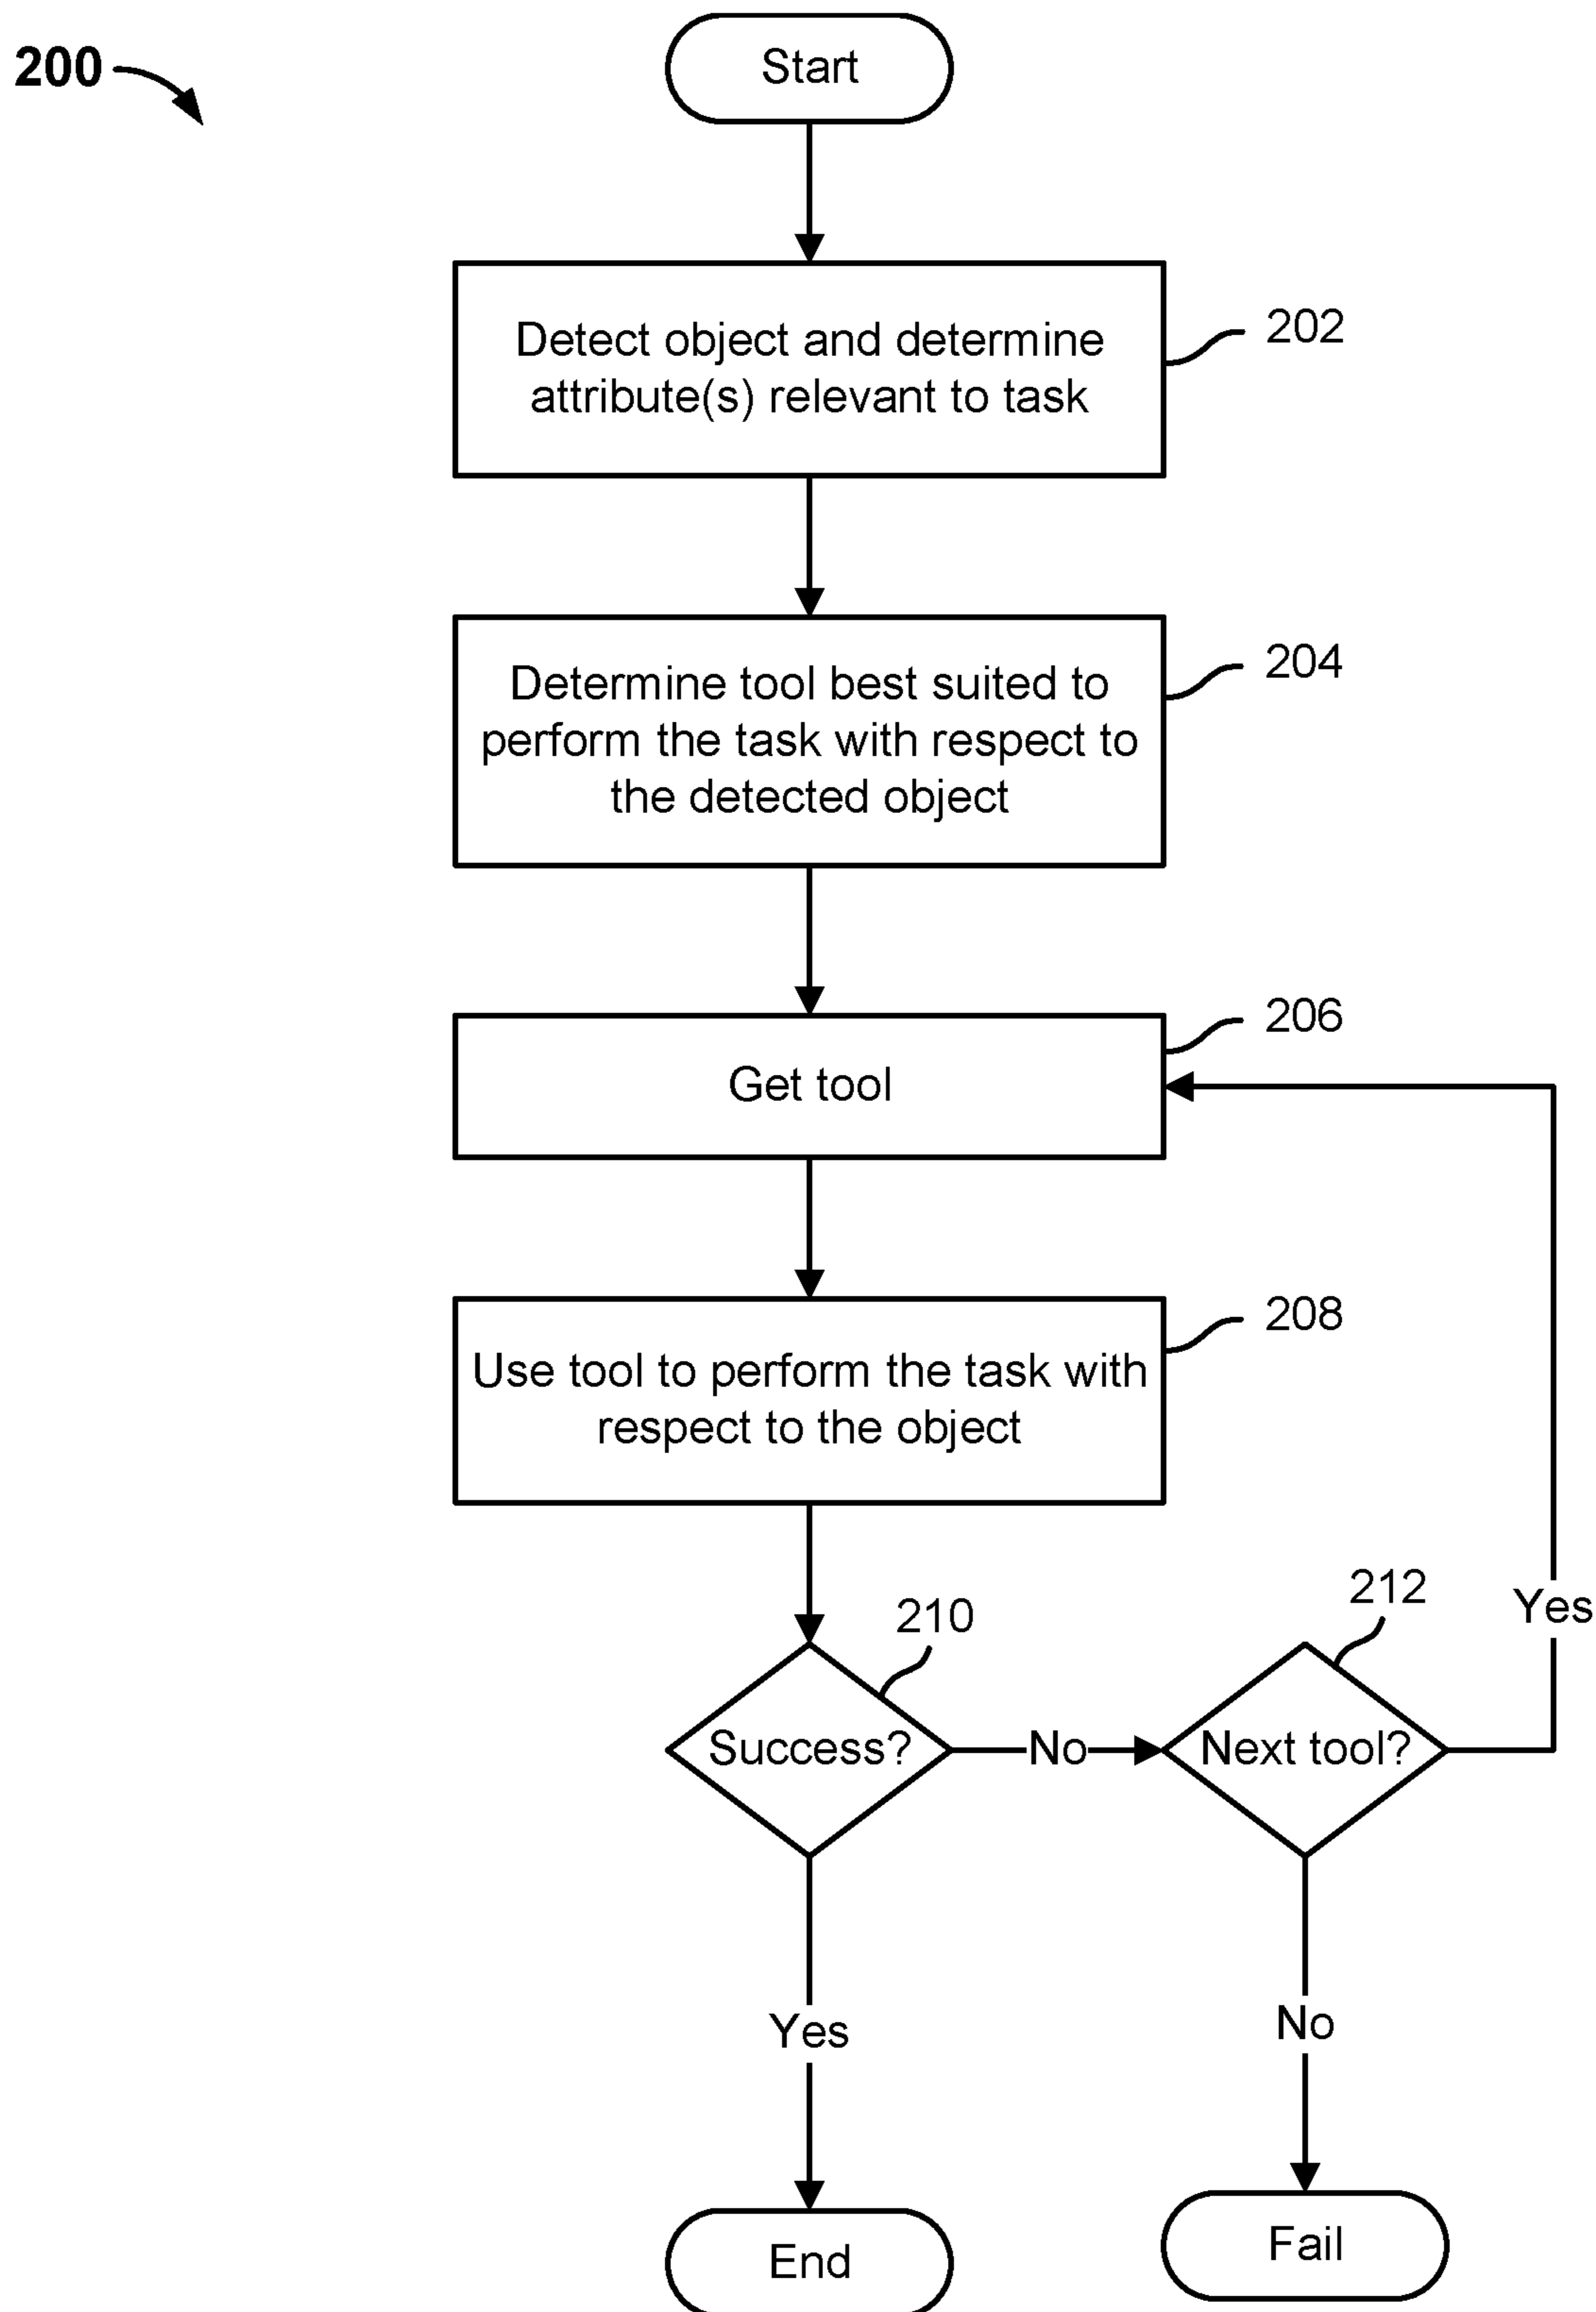 200
Start
Detect object and determine
attribute(s) relevant to task
202
Determine tool best suited to
perform the task with respect to
the detected object
204
Get tool
206
Use tool to perform the task with
respect to the object
208
Success?
210
No
Next tool?
212
Yes
Yes
No
End
Fail